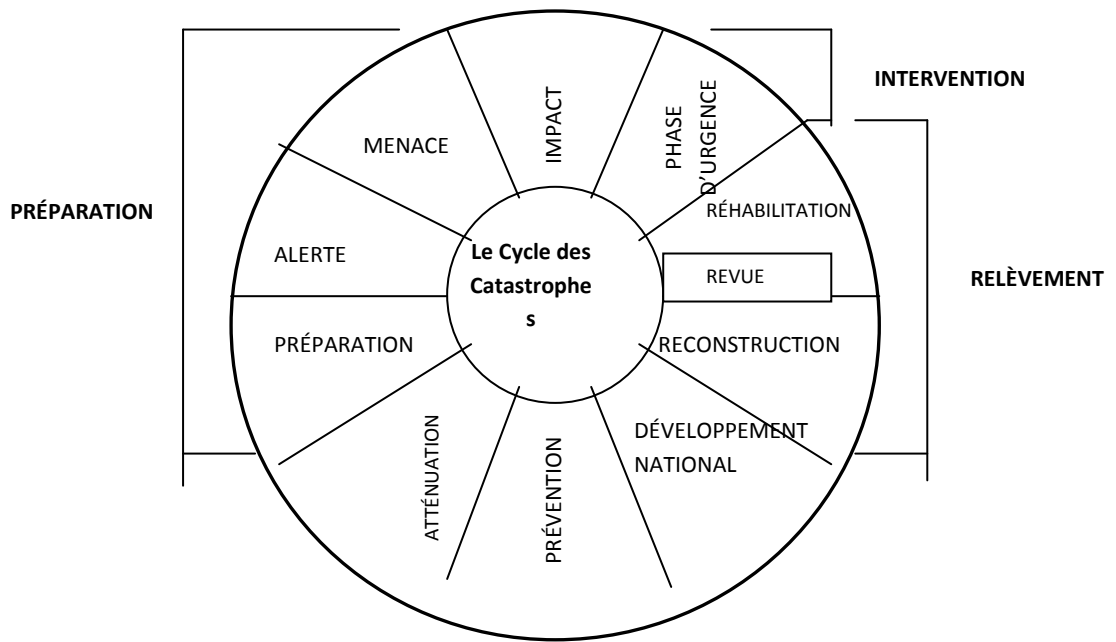 INTERVENTION
IMPACT
PHASE
D’URGENCE
MENACE
PRÉPARATION
RÉHABILITATION
ALERTE
Le Cycle des
Catastrophe
s
REVUE
RELÈVEMENT
PRÉPARATION
RECONSTRUCTION
DÉVELOPPEMENT
NATIONAL
ATTÉNUATION
PRÉVENTION